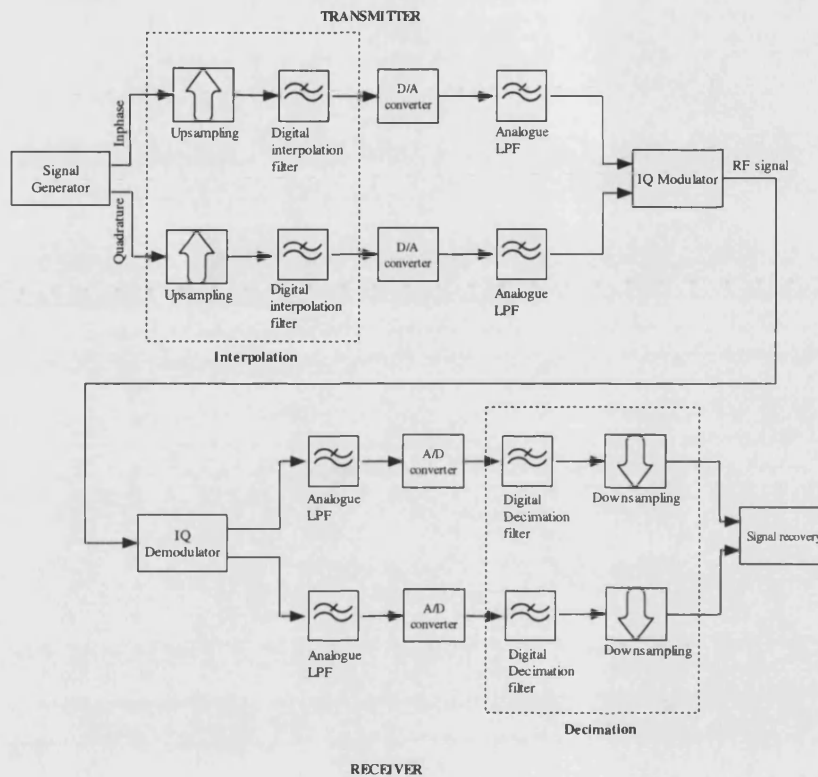 TRANSMITTER
Inphase
Upsampling
Digital
interpolation
filter
D/A
converter
Analogue
LPF
Signal
Generator
IQ Modulator
RF signal
Quadrature
Upsampling
Digital
interpolation
filter
D/A
converter
Analogue
LPF
Interpolation
Analogue
LPF
A/D
converter
Digital
Decimation
filter
Downsampling
IQ
Demodulator
Signal recovery
Analogue
LPF
A/D
converter
Digital
Decimation
filter
Downsampling
Decimation
RECEIVER